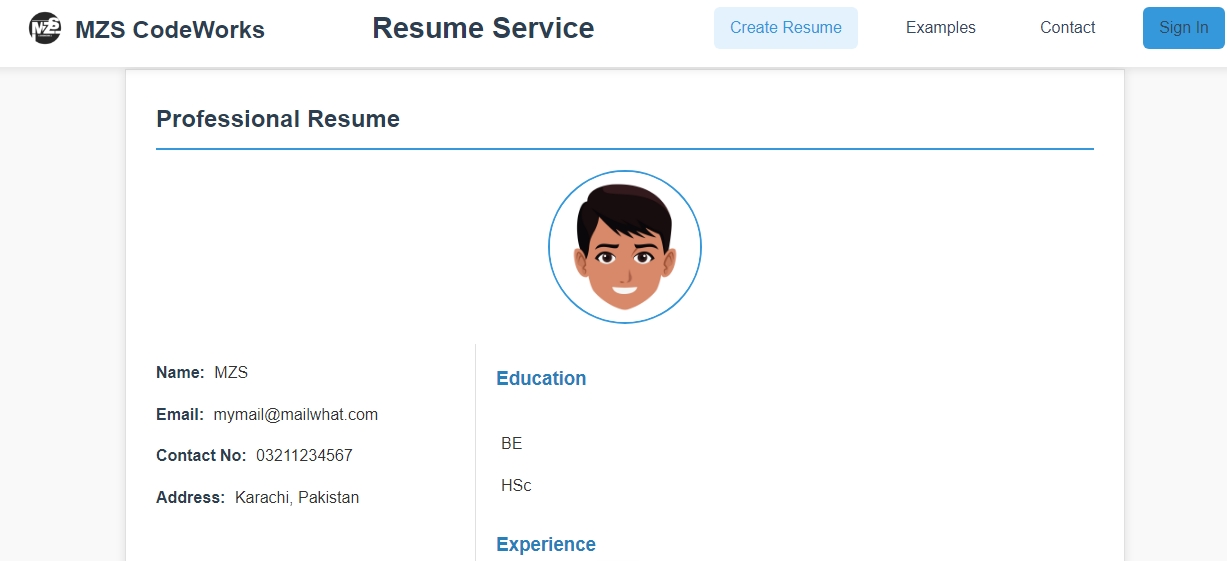 MZS
MZS CodeWorks
Resume Service
Create Resume
Examples
Contact
Sign In
Professional Resume
Name: MZS
Email: mymail@mailwhat.com
Contact No: 03211234567
Address: Karachi, Pakistan
Education
BE
HSc
Experience